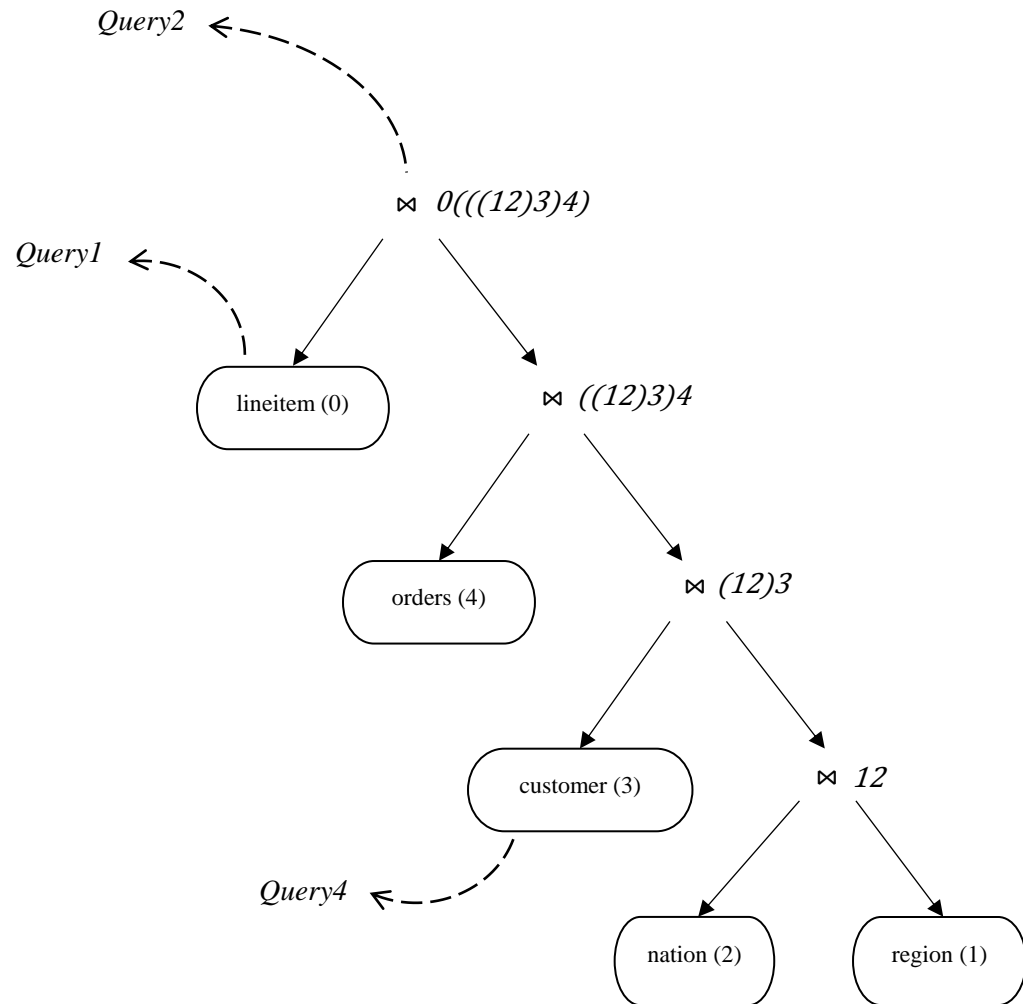 Query2
⋈ 0(((12)3)4)
Query1
lineitem (0)
⋈ ((12)3)4
orders (4)
⋈ (12)3
customer (3)
⋈ 12
Query4
nation (2)
region (1)